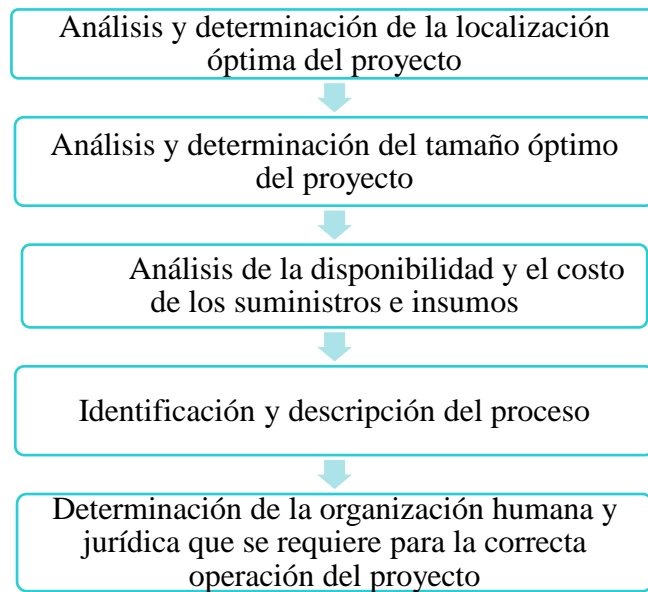 Análisis y determinación de la localización
óptima del proyecto
Análisis y determinación del tamaño óptimo
del proyecto
Análisis de la disponibilidad y el costo
de los suministros e insumos
Identificación y descripción del proceso
Determinación de la organización humana y
jurídica que se requiere para la correcta
operación del proyecto